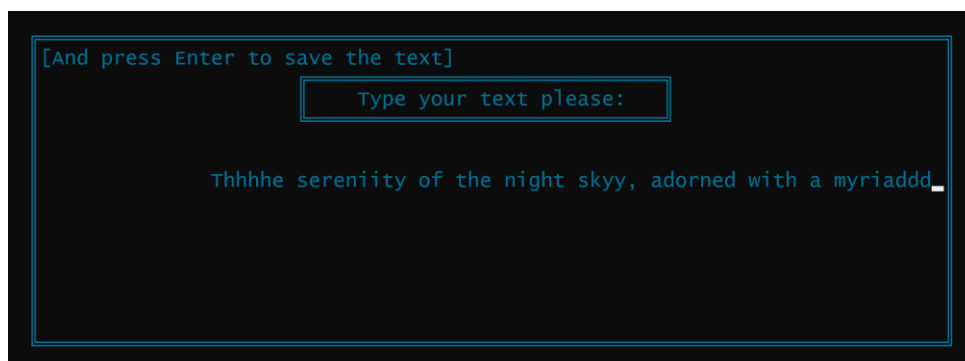 [And press Enter to save the text]
Type your text please:
Thhhhe sereniity of the night skyy, adorned with a myriaddd